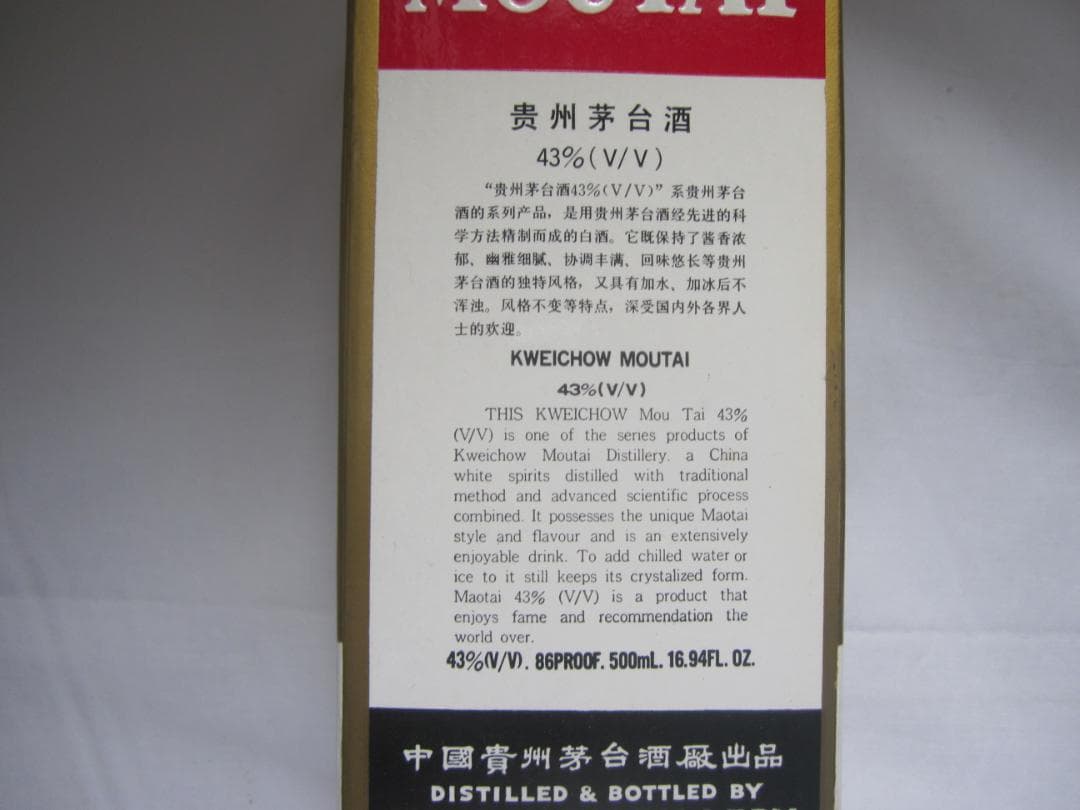 MOUTAI
贵州茅台酒
43%(V/V)
“贵州茅台酒43%(V/V)”系贵州茅台
酒的系列产品，是用贵州茅台酒经先进的科
学方法精制而成的白酒。它既保持了酱香浓
郁、幽雅细腻、协调丰满、回味悠长等贵州
茅台酒的独特风格，又具有加水、加冰后不
浑浊。风格不变等特点，深受国内外各界人
士的欢迎。
KWEICHOW MOUTAI
43%(V/V)
THIS KWEICHOW Mou Tai 43%
(V/V) is one of the series products of
Kweichow Moutai Distillery. a China
white spirits distilled with traditional
method and advanced scientific process
combined. It possesses the unique Maotai
style and flavour and is an extensively
enjoyable drink. To add chilled water or
ice to it still keeps its crystalized form.
Maotai 43% (V/V) is a product that
enjoys fame and recommendation the
world over.
43%(V/V). 86PROOF. 500mL. 16.94FL. OZ.
中國貴州茅台酒廠出品
DISTILLED & BOTTLED BY